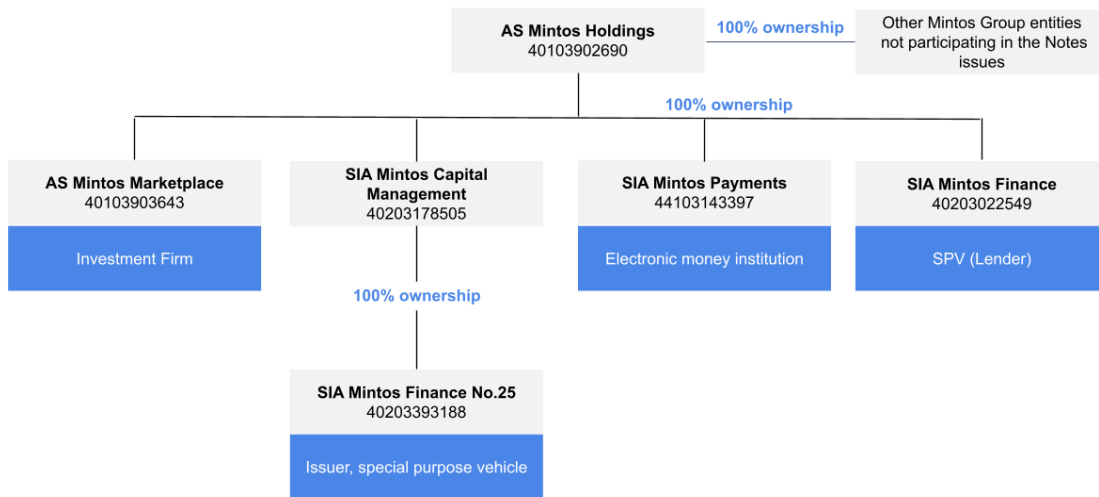 AS Mintos Holdings
40103902690
100% ownership
Other Mintos Group entities
not participating in the Notes
issues
100% ownership
AS Mintos Marketplace
40103903643
Investment Firm
SIA Mintos Capital
Management
40203178505
SIA Mintos Payments
44103143397
Electronic money institution
SIA Mintos Finance
40203022549
SPV (Lender)
100% ownership
SIA Mintos Finance No.25
40203393188
Issuer, special purpose vehicle